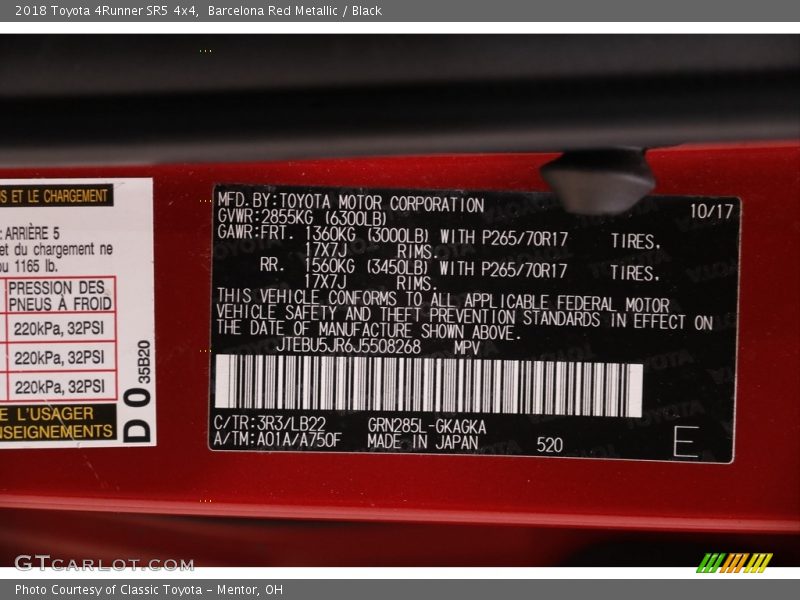 2018 Toyota 4Runner SR5 4x4,  Barcelona Red Metallic / Black
S ET LE CHARGEMENT
: ARRIÈRE 5
et du chargement ne
ou 1165 lb.
PRESSION DES
PNEUS À FROID
220kPa, 32PSI
220kPa, 32PSI
220kPa, 32PSI
E L'USAGER
NSEIGNEMENTS
D 0 35B20
MFD. BY: TOYOTA MOTOR CORPORATION 10/17
GVWR: 2855KG (6300LB)
GAWR: FRT. 1360KG (3000LB) WITH P265/70R17 TIRES.
17X7J RIMS.
RR. 1560KG (3450LB) WITH P265/70R17 TIRES.
17X7J RIMS.
THIS VEHICLE CONFORMS TO ALL APPLICABLE FEDERAL MOTOR
VEHICLE SAFETY AND THEFT PREVENTION STANDARDS IN EFFECT ON
THE DATE OF MANUFACTURE SHOWN ABOVE.
JTEBU5JR6J5508268 MPV
C/TR: 3R3/LB22 GRN285L-GKAGKA
A/TM: A01A/A750F MADE IN JAPAN 520 E
GTCARLOT.COM
Photo Courtesy of Classic Toyota - Mentor, OH